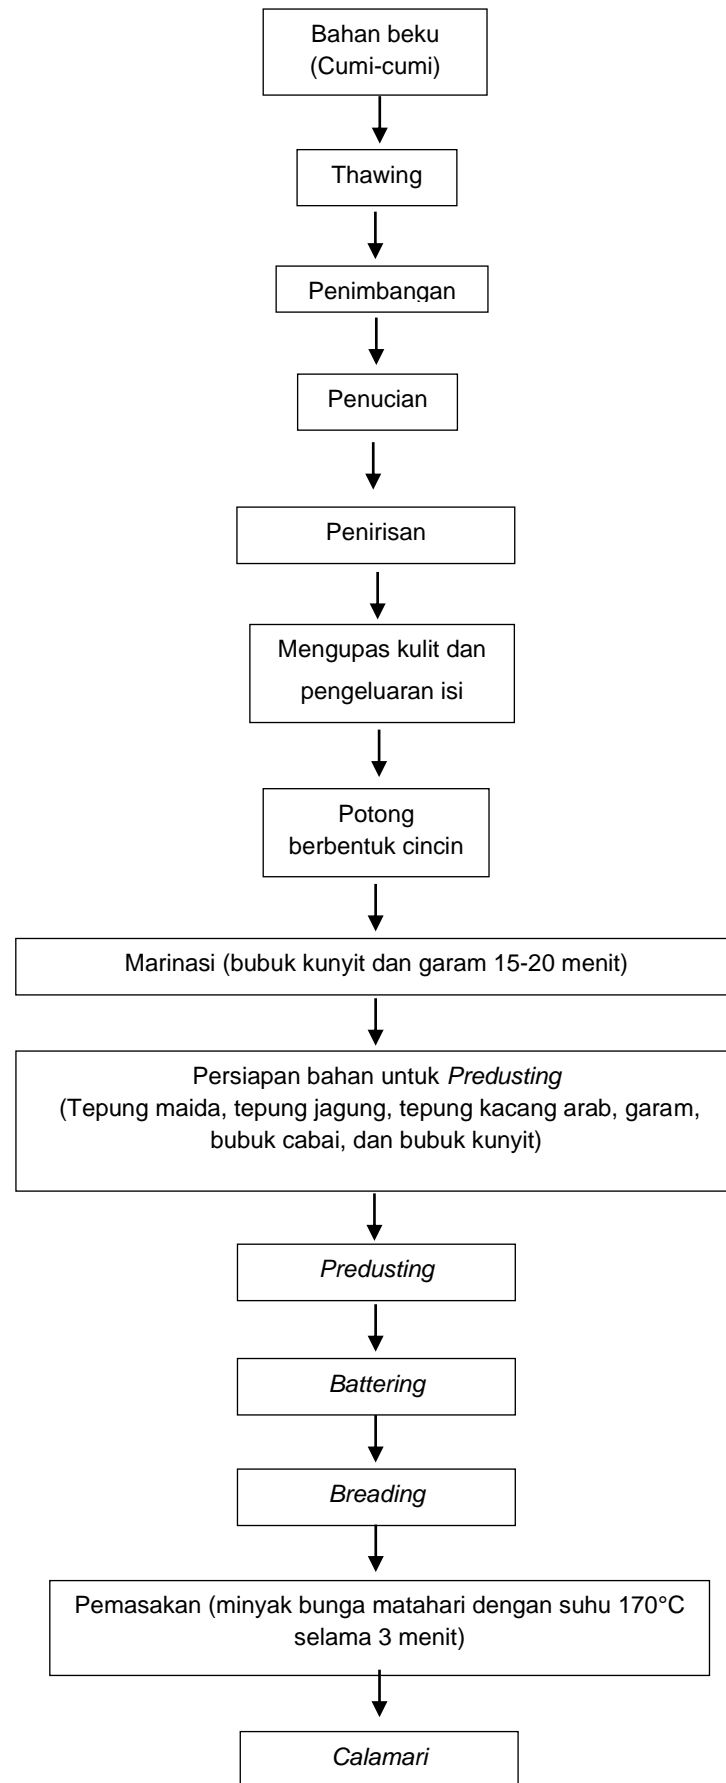 Bahan beku
(Cumi-cumi)
Thawing
Penimbangan
Penucian
Penirisan
Mengupas kulit dan
pengeluaran isi
Potong
berbentuk cincin
Marinasi (bubuk kunyit dan garam 15-20 menit)
Persiapan bahan untuk Predusting
(Tepung maida, tepung jagung, tepung kacang arab, garam,
bubuk cabai, dan bubuk kunyit)
Predusting
Battering
Breading
Pemasakan (minyak bunga matahari dengan suhu 170°C
selama 3 menit)
Calamari